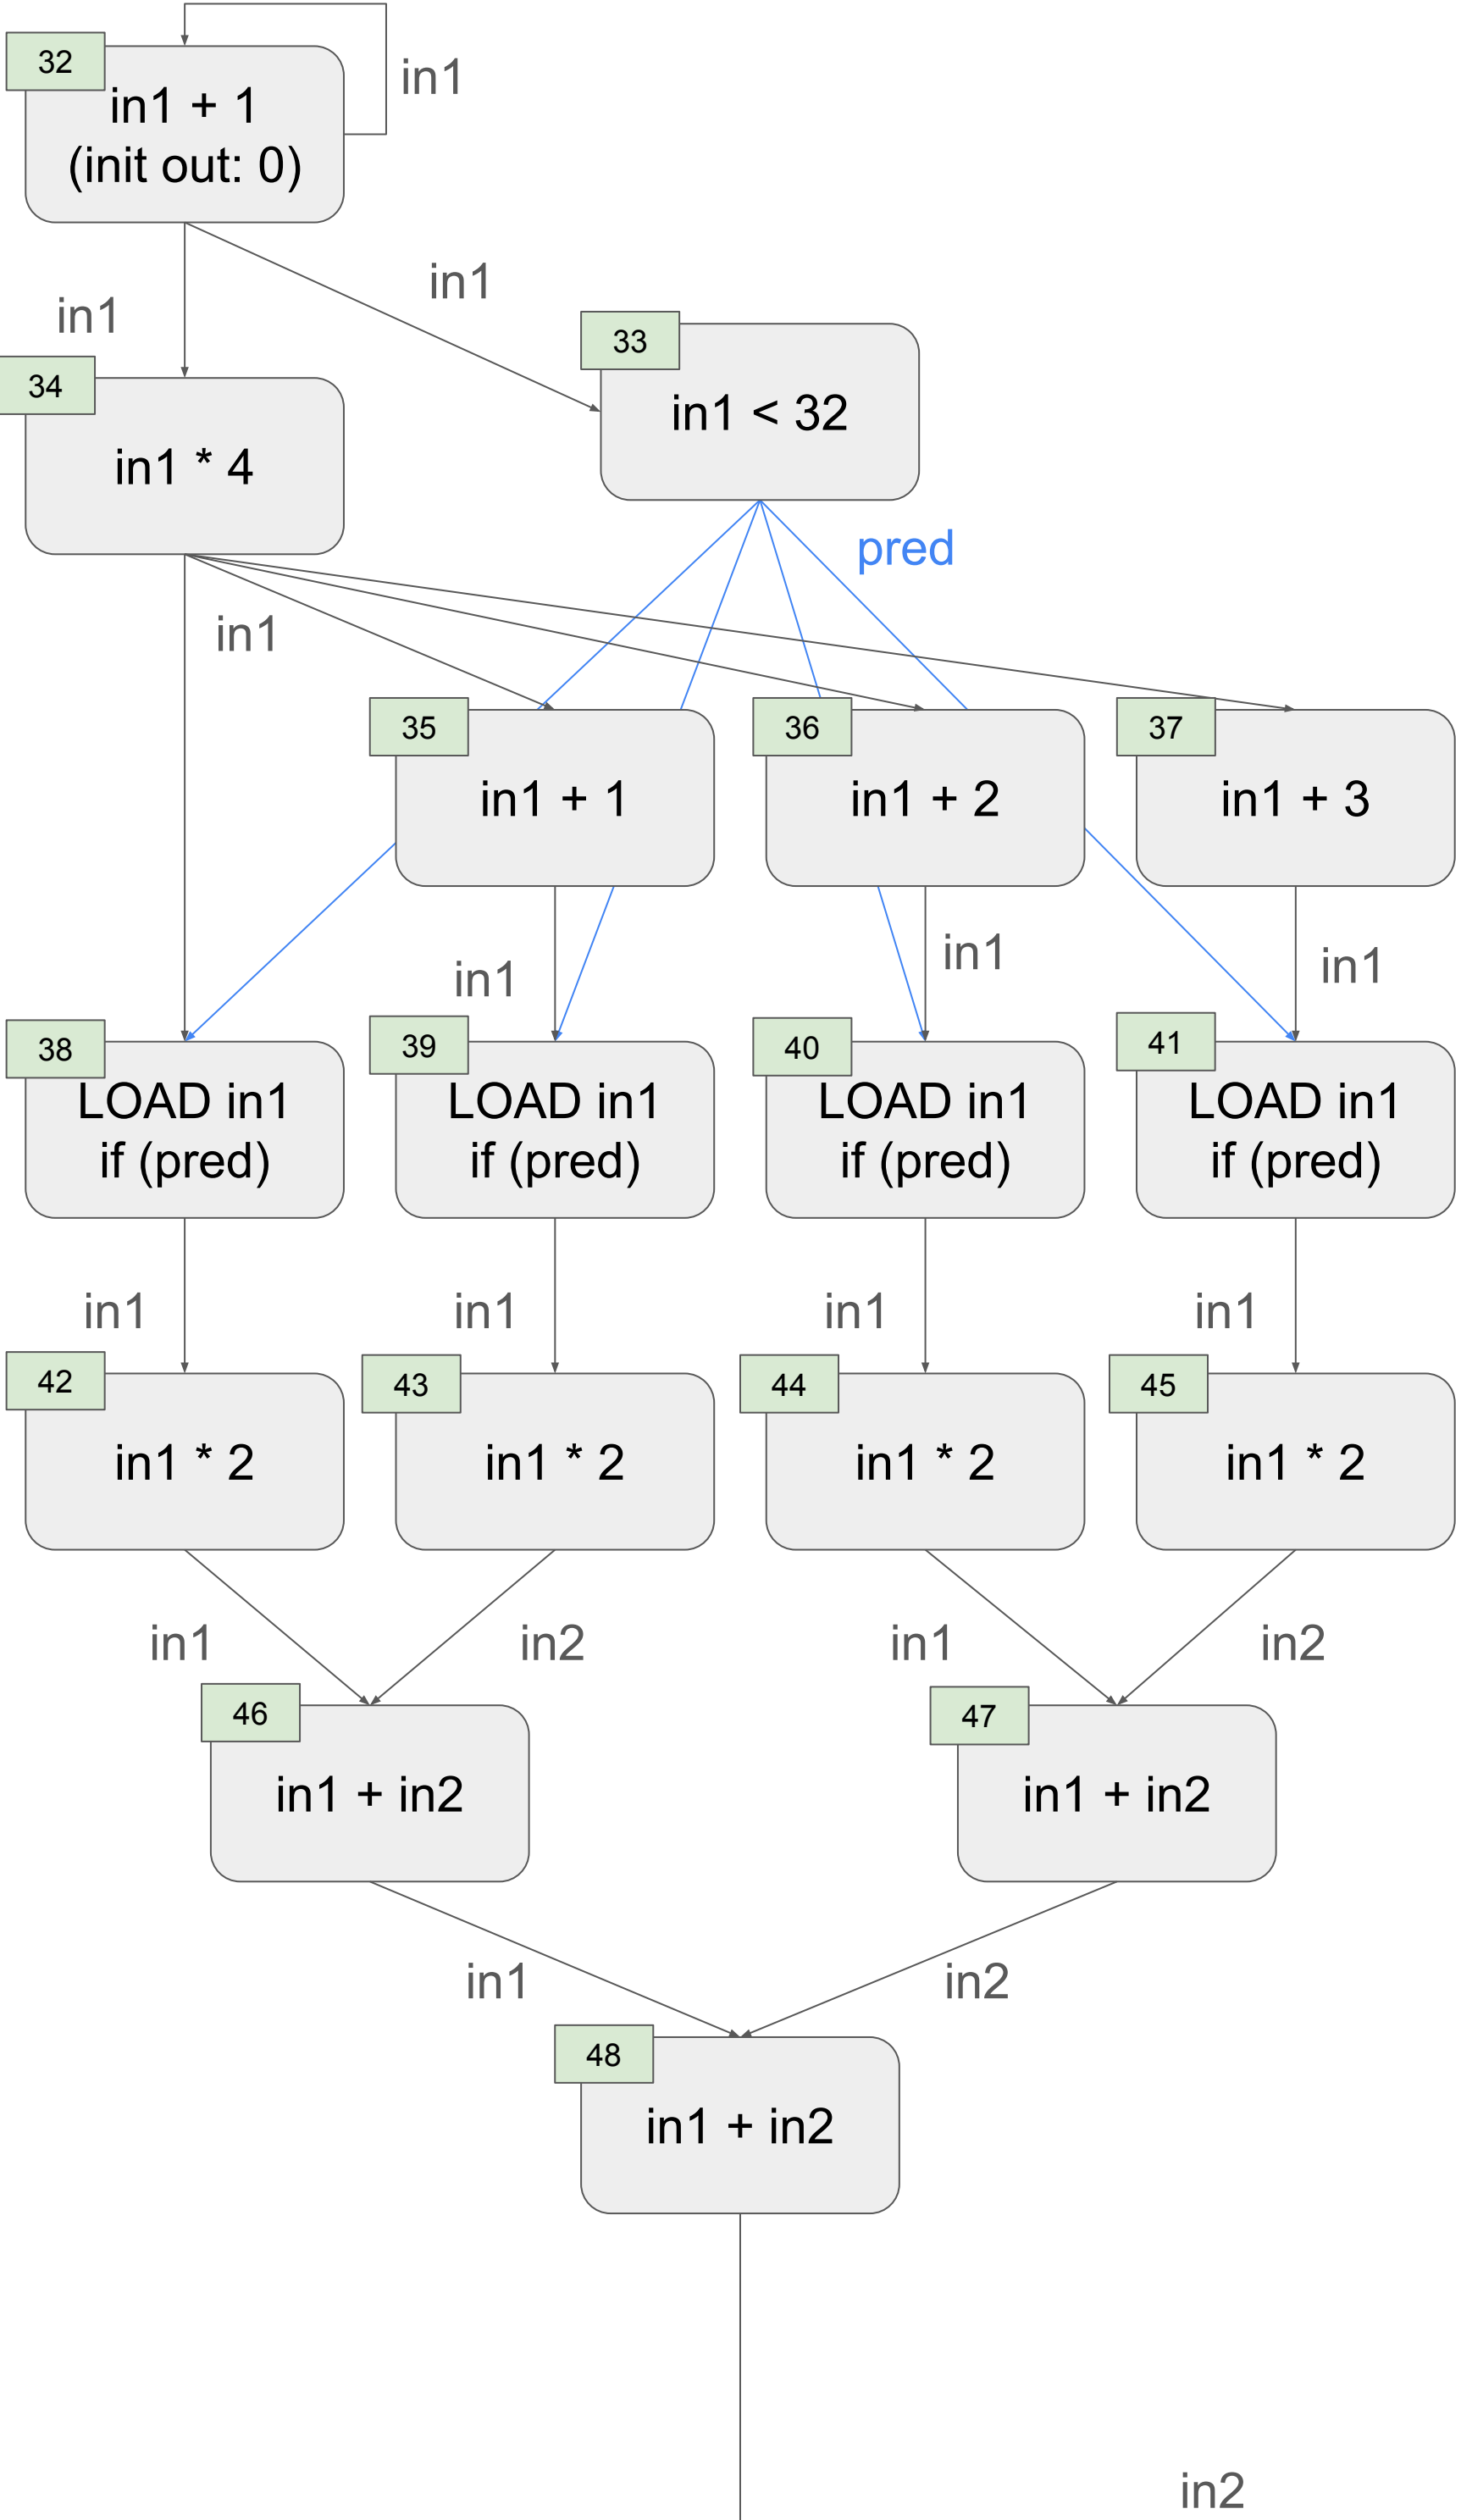 32
in1 + 1
(init out: 0)
in1
in1
in1
33
in1 < 32
34
in1 * 4
pred
in1
35
in1 + 1
36
in1 + 2
37
in1 + 3
in1
in1
in1
38
LOAD in1
if (pred)
39
LOAD in1
if (pred)
40
LOAD in1
if (pred)
41
LOAD in1
if (pred)
in1
in1
in1
in1
42
in1 * 2
43
in1 * 2
44
in1 * 2
45
in1 * 2
in1
in2
in1
in2
46
in1 + in2
47
in1 + in2
in1
in2
48
in1 + in2
in2